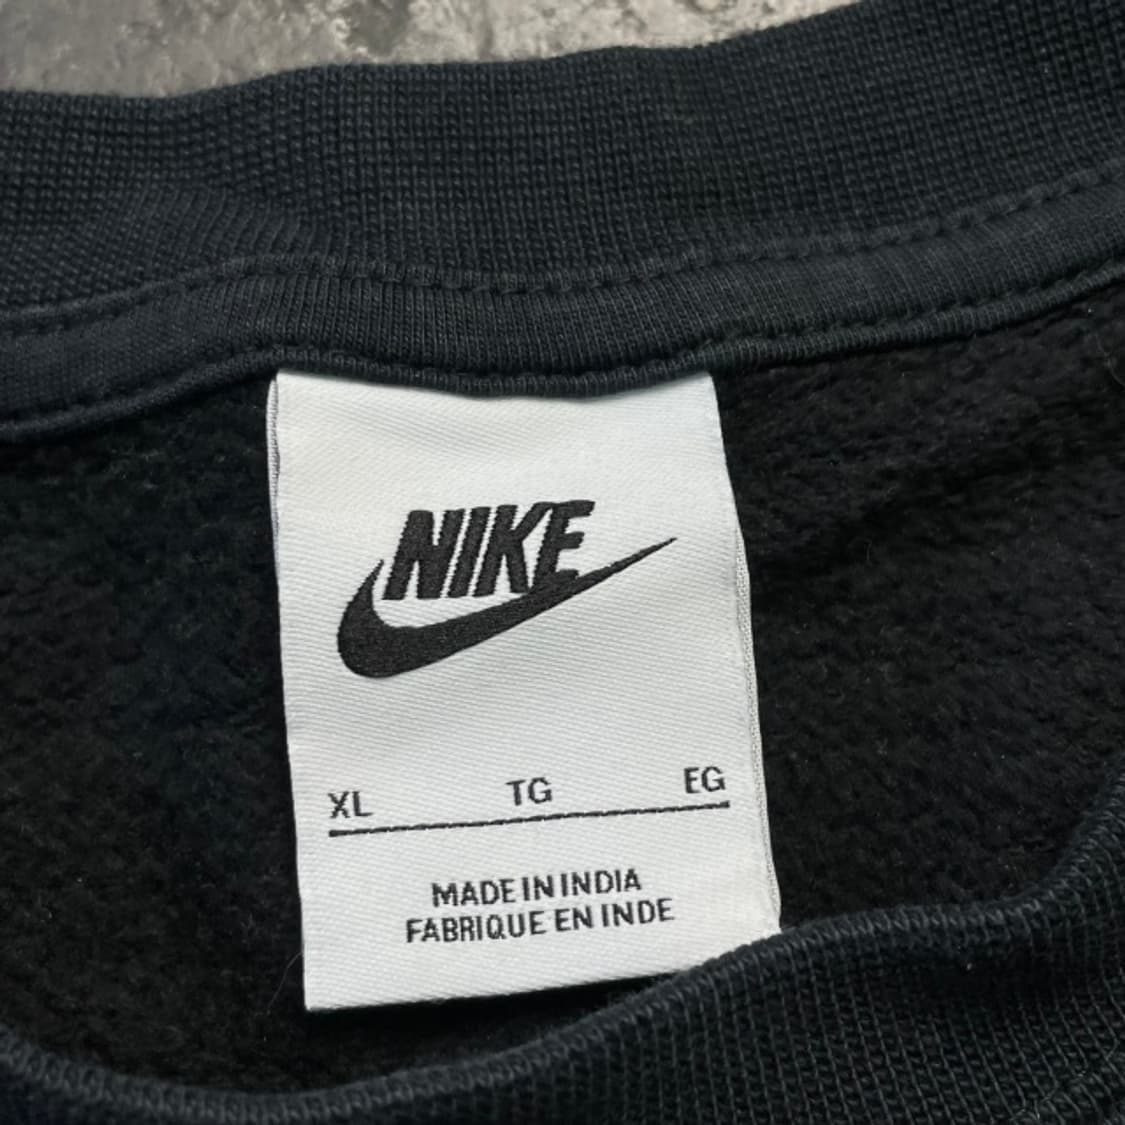 NIKE
XL TG EG
MADE IN INDIA
FABRIQUE EN INDE